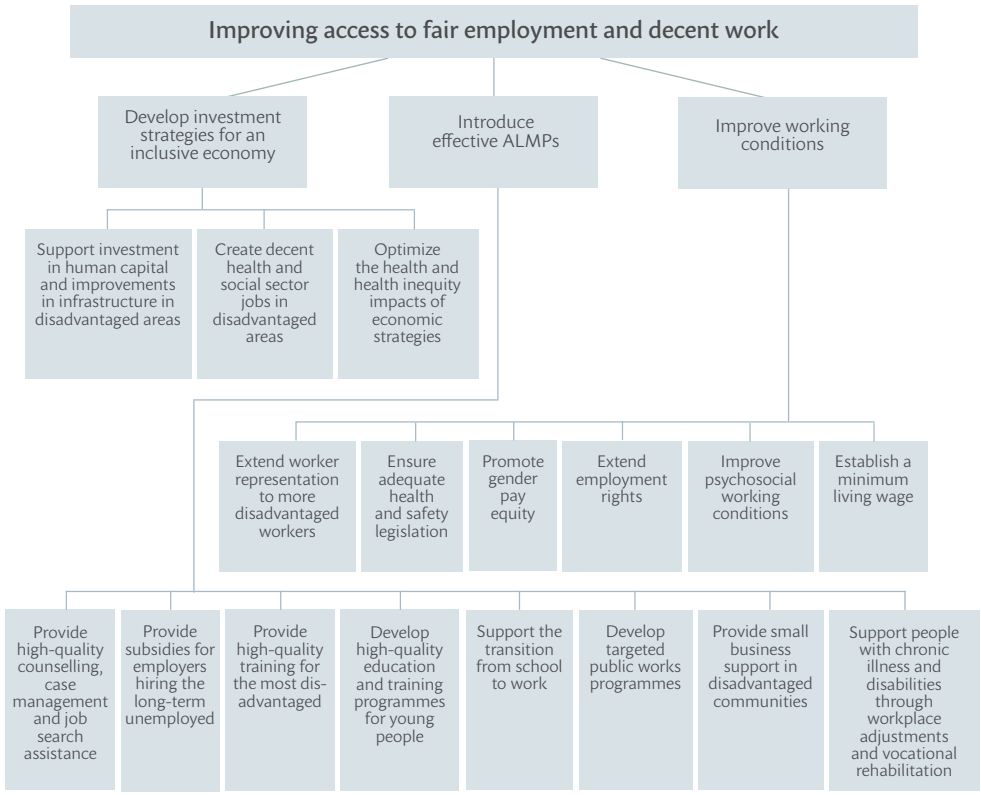 Improving access to fair employment and decent work
Develop investment
strategies for an
inclusive economy
Introduce
effective ALMPs
Improve working
conditions
Support investment
in human capital
and improvements
in infrastructure in
disadvantaged areas
Create decent
health and
social sector
jobs in
disadvantaged
areas
Optimize
the health and
health inequity
impacts of
economic
strategies
Extend worker
representation
to more
disadvantaged
workers
Ensure
adequate
health
and safety
legislation
Promote
gender
pay
equity
Extend
employment
rights
Improve
psychosocial
working
conditions
Establish a
minimum
living wage
Provide
high-quality
counselling,
case
management
and job
search
assistance
Provide
subsidies for
employers
hiring the
long-term
unemployed
Provide
high-quality
training for
the most dis-
advantaged
Develop
high-quality
education
and training
programmes
for young
people
Support the
transition
from school
to work
Develop
targeted
public works
programmes
Provide small
business
support in
disadvantaged
communities
Support people
with chronic
illness and
disabilities
through
workplace
adjustments
and vocational
rehabilitation